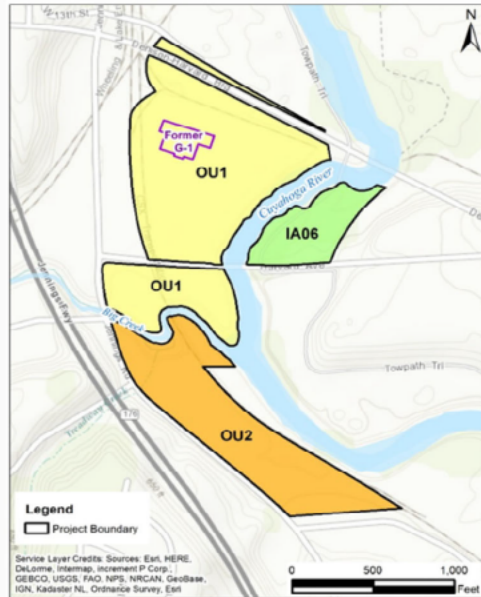 W 13th St
N
Towpath Trl
Former
G-1
OU1
Cuyahoga River
IA06
OU1
Big Creek
Jennings Fwy
Towpath Trl
176
OU2
Legend
Project Boundary
Service Layer Credits: Sources: Esri, HERE,
DeLorme, Intermap, increment P Corp.,
GEBCO, USGS, FAO, NPS, NRCAN, GeoBase,
IGN, Kadaster NL, Ordnance Survey, Esri
0 500 1,000
Feet